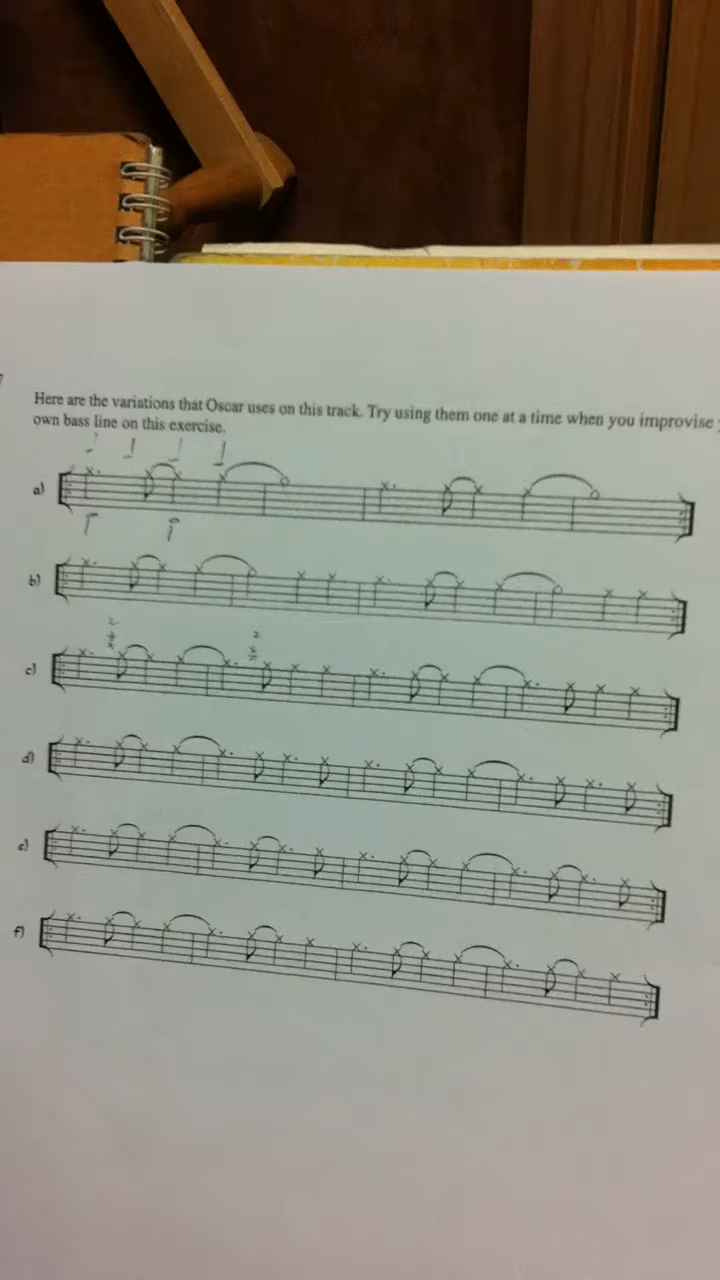 Here are the variations that Oscar uses on this track. Try using them one at a time when you improvise
own bass line on this exercise.
a)
b)
c)
d)
e)
f)